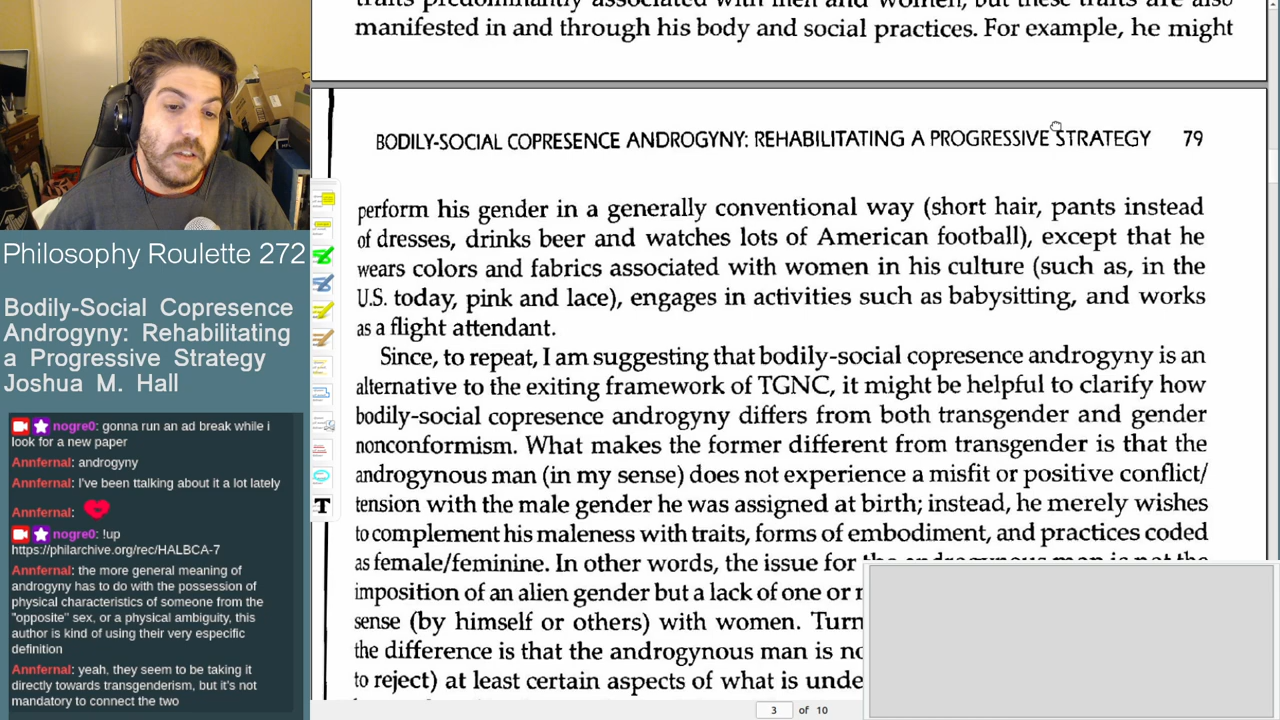 traits predominantly associated with men and women, but these traits are also
manifested in and through his body and social practices. For example, he might
BODILY-SOCIAL COPRESENCE ANDROGYNY: REHABILITATING A PROGRESSIVE STRATEGY 79
perform his gender in a generally conventional way (short hair, pants instead
of dresses, drinks beer and watches lots of American football), except that he
wears colors and fabrics associated with women in his culture (such as, in the
U.S. today, pink and lace), engages in activities such as babysitting, and works
as a flight attendant.
Since, to repeat, I am suggesting that bodily-social copresence androgyny is an
alternative to the exiting framework of TGNC, it might be helpful to clarify how
bodily-social copresence androgyny differs from both transgender and gender
nonconformism. What makes the former different from transgender is that the
androgynous man (in my sense) does not experience a misfit or positive conflict/
tension with the male gender he was assigned at birth; instead, he merely wishes
to complement his maleness with traits, forms of embodiment, and practices coded
as female/feminine. In other words, the issue for the androgynous man is not the
imposition of an alien gender but a lack of one or
sense (by himself or others) with women. Turn
the difference is that the androgynous man is no
to reject) at least certain aspects of what is unde
3 of 10
T
Philosophy Roulette 272
Bodily-Social Copresence
Androgyny: Rehabilitating
a Progressive Strategy
Joshua M. Hall
nogre0: gonna run an ad break while i
look for a new paper
Annfernal: androgyny
Annfernal: I've been ttalking about it a lot lately
Annfernal:
nogre0: !up
https://philarchive.org/rec/HALBCA-7
Annfernal: the more general meaning of
androgyny has to do with the possession of
physical characteristics of someone from the
"opposite" sex, or a physical ambiguity, this
author is kind of using their very especific
definition
Annfernal: yeah, they seem to be taking it
directly towards transgenderism, but it's not
mandatory to connect the two